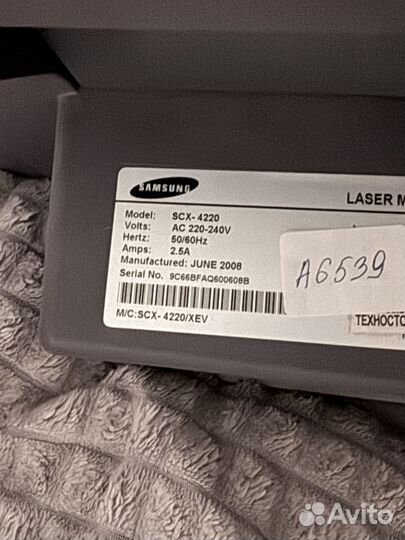 SAMSUNG
LASER M
Model: SCX- 4220
Volts: AC 220-240V
Hertz: 50/60Hz
Amps: 2.5A
Manufactured: JUNE 2008
Serial No. 9C66BFAQ600608B
A6539
M/C:SCX- 4220/XEV
ТЕХНОСТО
Avito